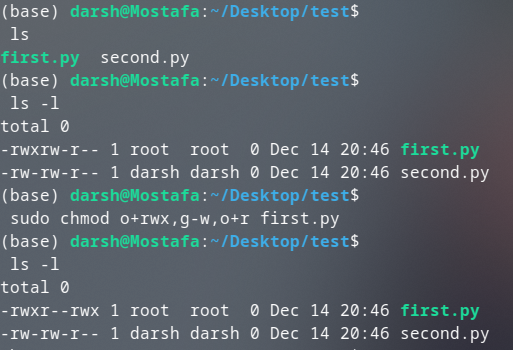 (base) darsh@Mostafa:~/Desktop/test$
ls
first.py  second.py
(base) darsh@Mostafa:~/Desktop/test$
ls -l
total 0
-rwxrw-r-- 1 root  root  0 Dec 14 20:46 first.py
-rw-rw-r-- 1 darsh darsh 0 Dec 14 20:46 second.py
(base) darsh@Mostafa:~/Desktop/test$
sudo chmod o+rwx,g-w,o+r first.py
(base) darsh@Mostafa:~/Desktop/test$
ls -l
total 0
-rwxr--rwx 1 root  root  0 Dec 14 20:46 first.py
-rw-rw-r-- 1 darsh darsh 0 Dec 14 20:46 second.py